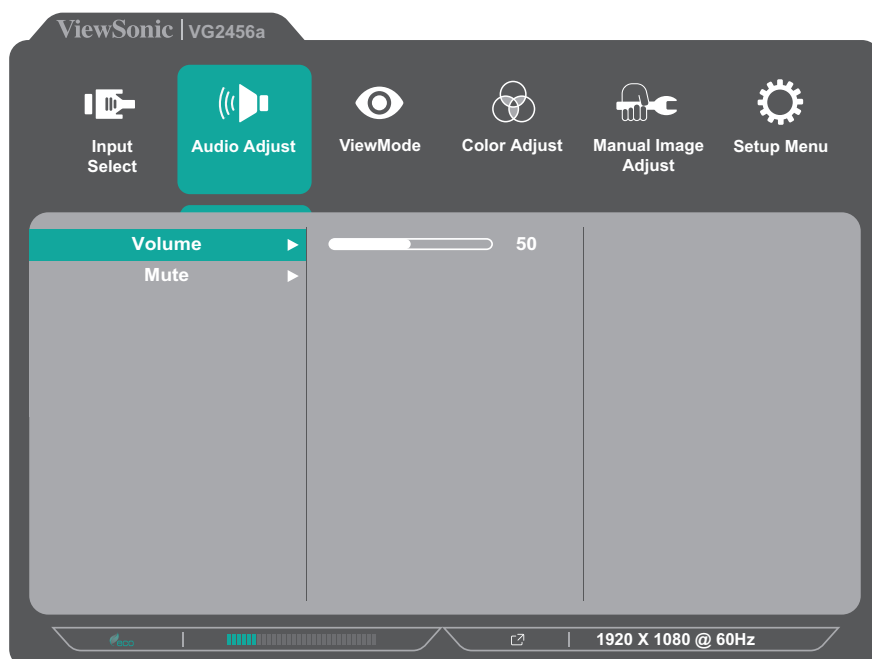 ViewSonic | VG2456a
Input Select
Audio Adjust
ViewMode
Color Adjust
Manual Image Adjust
Setup Menu
Volume
50
Mute
eco
1920 X 1080 @ 60Hz